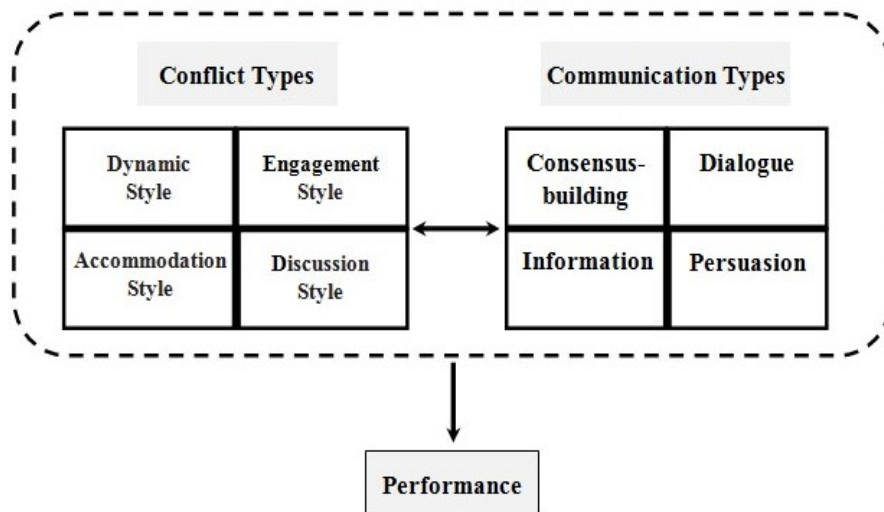 Conflict Types
Communication Types
Dynamic
Style
Engagement
Style
Accommodation
Style
Discussion
Style
Consensus-
building
Dialogue
Information
Persuasion
Performance